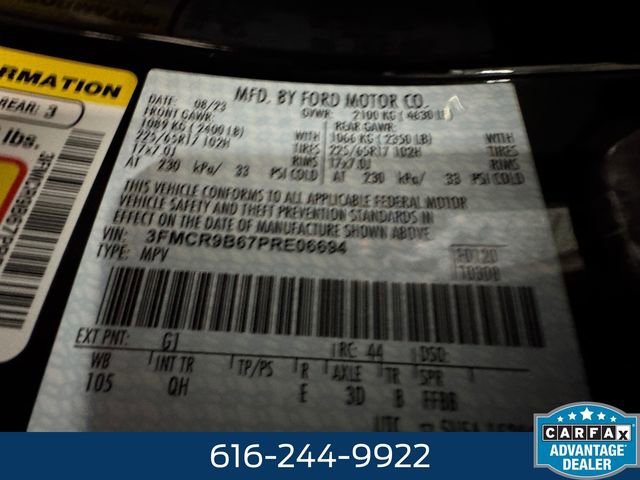 ORMATION
REAR: 3
lbs.
MFD. BY FORD MOTOR CO.
DATE: 08/23
GVWR: 2100 KG (4630 LB)
FRONT GAWR:
REAR GAWR:
1089 KG (2400 LB) WITH
1066 KG (2350 LB) WITH
225/65R17 102H TIRES
225/65R17 102H TIRES
17x7.0J RIMS
17x7.0J RIMS
AT 230 kPa/ 33 PSI COLD
AT 230 kPa/ 33 PSI COLD
THIS VEHICLE CONFORMS TO ALL APPLICABLE FEDERAL MOTOR
VEHICLE SAFETY AND THEFT PREVENTION STANDARDS IN
EFFECT ON THE DATE OF MANUFACTURE SHOWN ABOVE
VIN: 3FMCR9B67PRE06694
TYPE: MPV
EXT PNT: G1 RC: 44 DSO:
WB INT TR TP/PS R AXLE TR SPR
105 QH E 3D 8 FFBB
UTC
616-244-9922
CARFAX
ADVANTAGE
DEALER